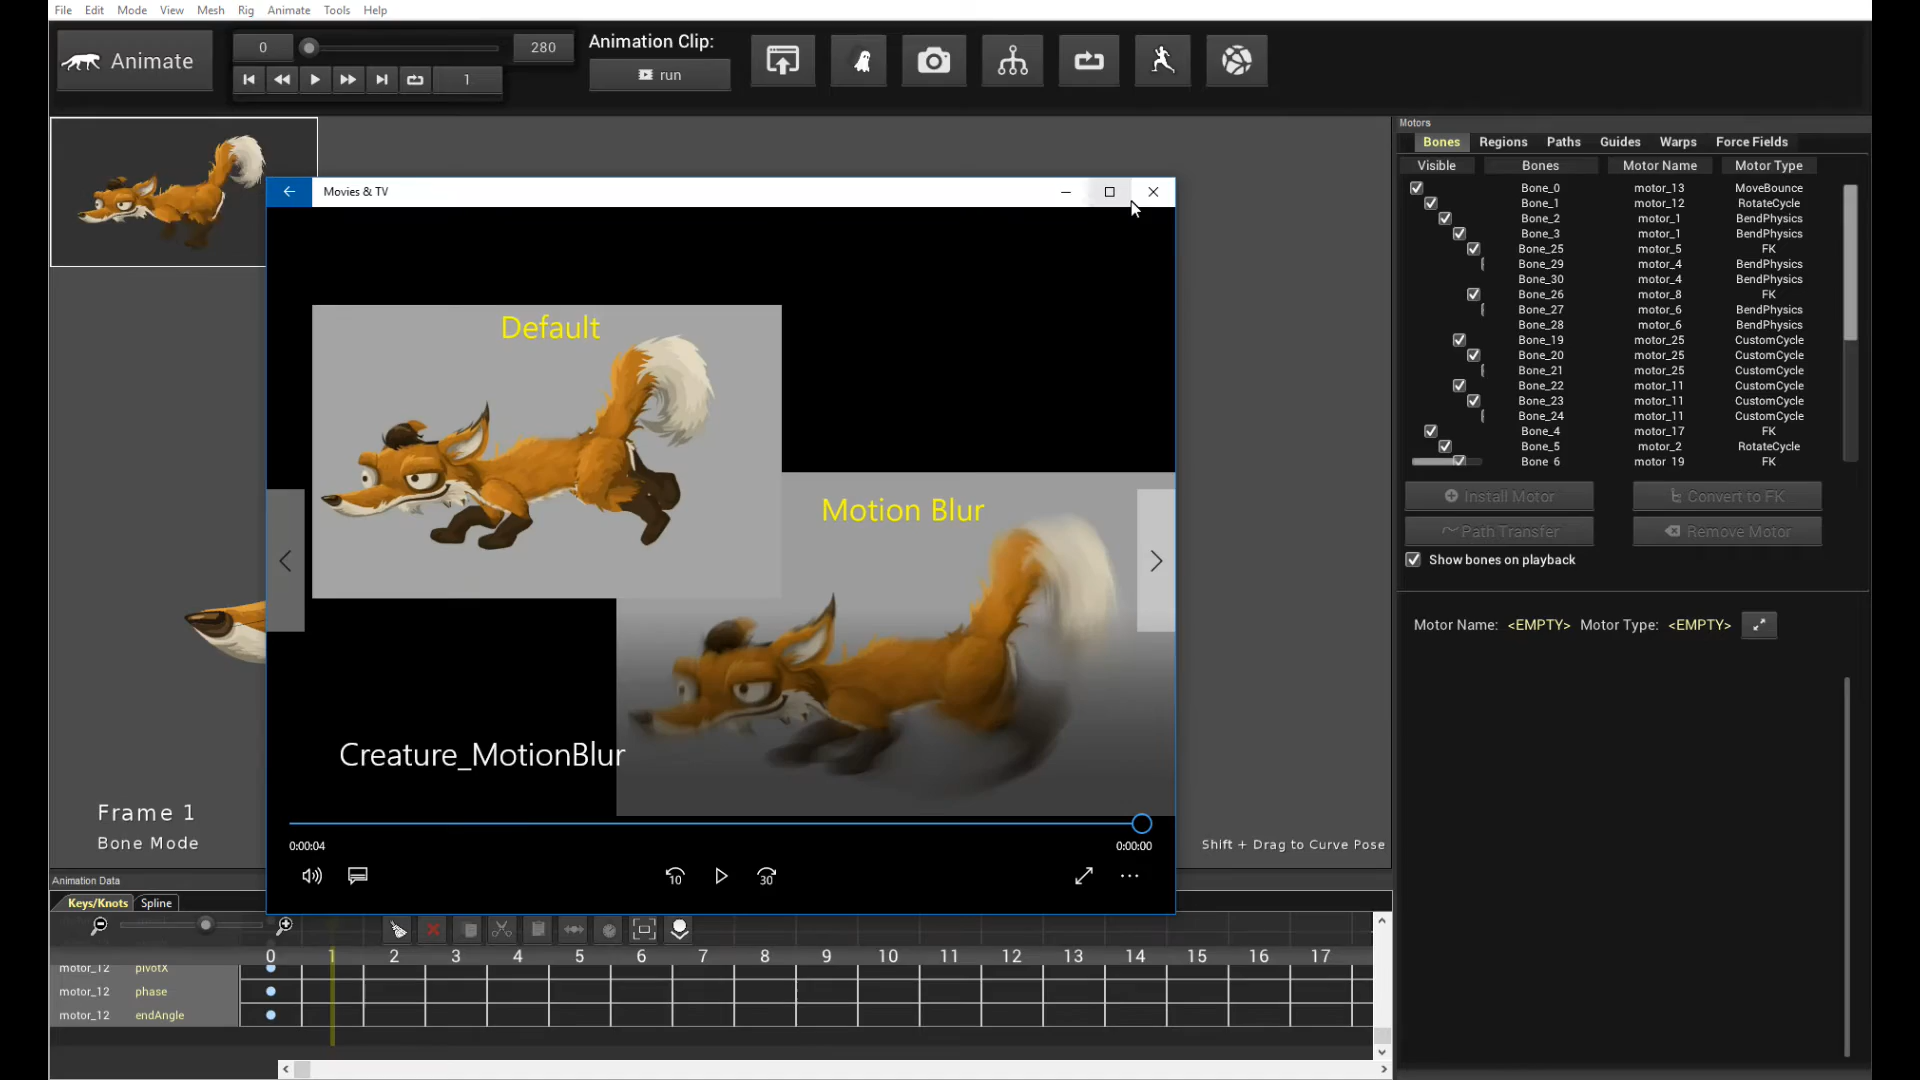 File Edit Mode View Mesh Rig Animate Tools Help
Animate
0
280
1
Animation Clip:
run
Motors
Bones Regions Paths Guides Warps Force Fields
Visible Bones Motor Name Motor Type
Bone_0 motor_13 MoveBounce
Bone_1 motor_12 RotateCycle
Bone_2 motor_1 BendPhysics
Bone_3 motor_1 BendPhysics
Bone_25 motor_5 FK
Bone_29 motor_4 BendPhysics
Bone_30 motor_4 BendPhysics
Bone_26 motor_8 FK
Bone_27 motor_6 BendPhysics
Bone_28 motor_6 BendPhysics
Bone_19 motor_25 CustomCycle
Bone_20 motor_25 CustomCycle
Bone_21 motor_25 CustomCycle
Bone_22 motor_11 CustomCycle
Bone_23 motor_11 CustomCycle
Bone_24 motor_11 CustomCycle
Bone_4 motor_17 FK
Bone_5 motor_2 RotateCycle
Bone_6 motor_19 FK
Install Motor Convert to FK
Path Transfer Remove Motor
Show bones on playback
Motor Name: <EMPTY> Motor Type: <EMPTY>
Movies & TV
Default
Motion Blur
Creature_MotionBlur
0:00:04 0:00:00
10 30
Frame 1
Bone Mode
Shift + Drag to Curve Pose
Animation Data
Keys/Knots Spline
0 1 2 3 4 5 6 7 8 9 10 11 12 13 14 15 16 17
motor_12 pivotX
motor_12 phase
motor_12 endAngle